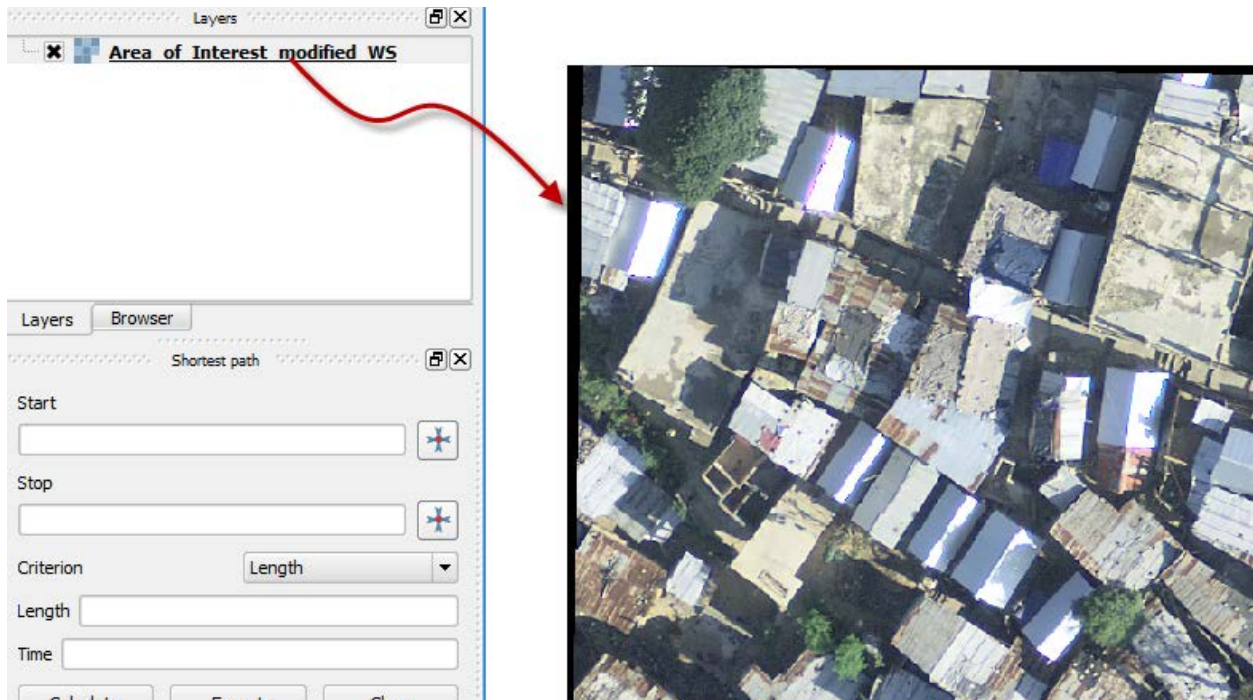 Layers
Area of Interest modified WS
Layers Browser
Shortest path
Start
Stop
Criterion Length
Length
Time